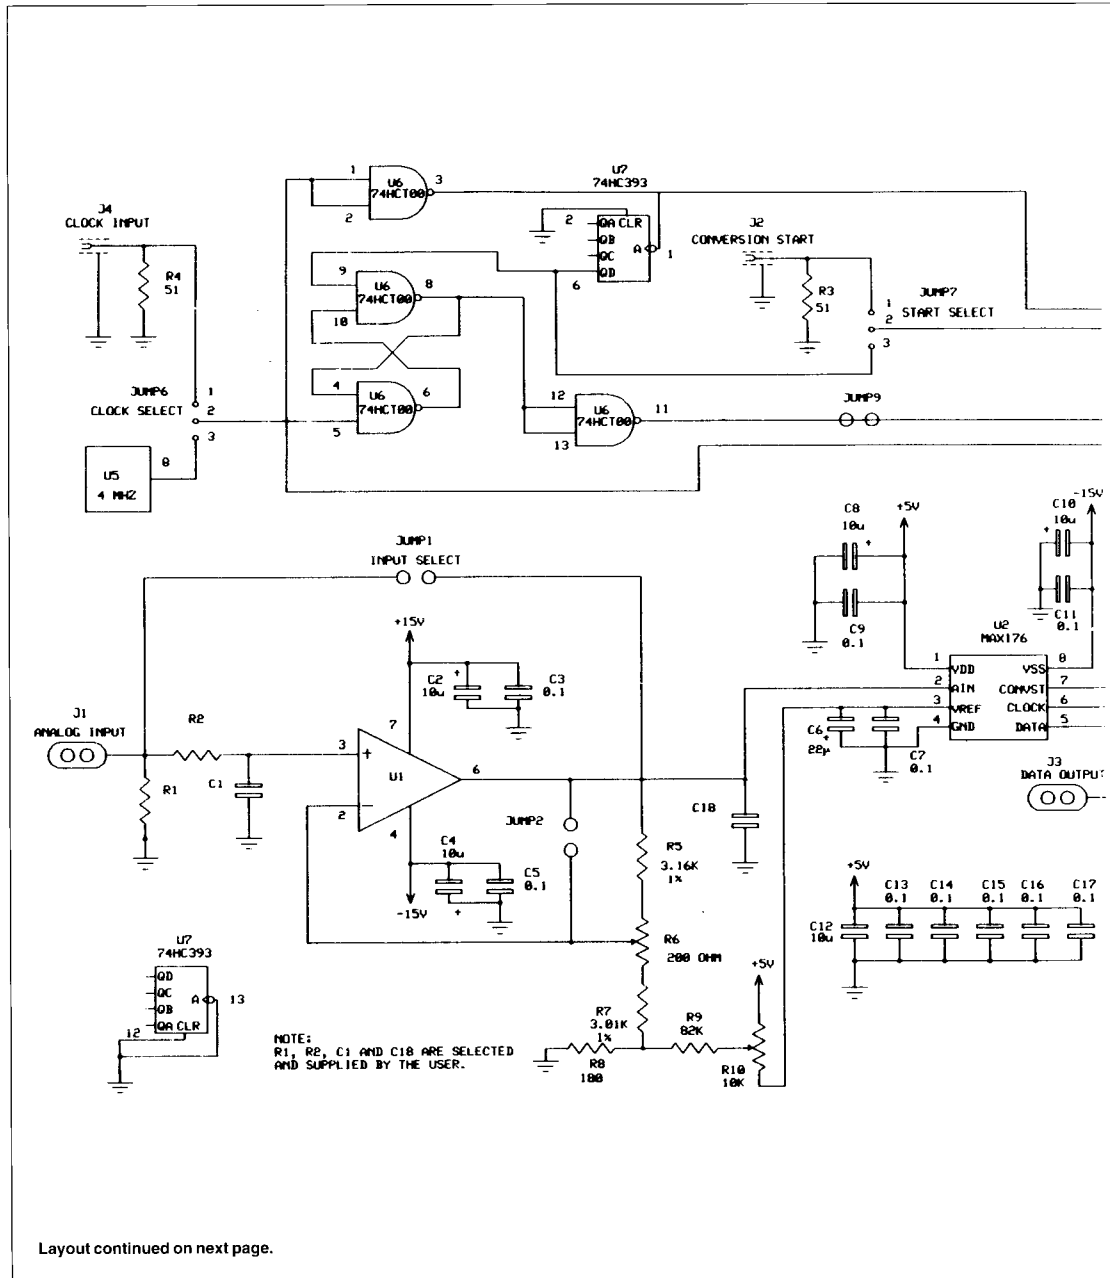 U7
74HC393
1
3
U6
74HCT00
2
J4
CLOCK INPUT
2
QA CLR
QB
QC
QD
A
1
6
J2
CONVERSION START
R4
51
9
8
U6
74HCT00
10
R3
51
JUMP7
START SELECT
1
2
3
JUMP6
CLOCK SELECT
1
2
3
4
6
U6
74HCT00
5
12
11
U6
74HCT00
13
JUMP9
8
U5
4 MHZ
JUMP1
INPUT SELECT
C8
10u
+
+5V
C10
10u
+
-15V
C9
0.1
C11
0.1
+15V
U2
MAX176
1
VDD
VSS
8
2
AIN
CONVST
7
3
VREF
CLOCK
6
4
GND
DATA
5
C2
10u
+
C3
0.1
J1
ANALOG INPUT
R2
7
3
+
U1
6
C6
22µ
+
C7
0.1
J3
DATA OUTPUT
R1
C1
2
-
4
JUMP2
C18
C4
10u
+
C5
0.1
-15V
R5
3.16K
1%
+5V
C13
0.1
C14
0.1
C15
0.1
C16
0.1
C17
0.1
C12
10u
U7
74HC393
R6
200 OHM
+5V
QD
QC
QB
QA CLR
A
13
12
R7
3.01K
1%
R9
82K
R8
180
R10
10K
NOTE:
R1, R2, C1 AND C18 ARE SELECTED
AND SUPPLIED BY THE USER.
Layout continued on next page.